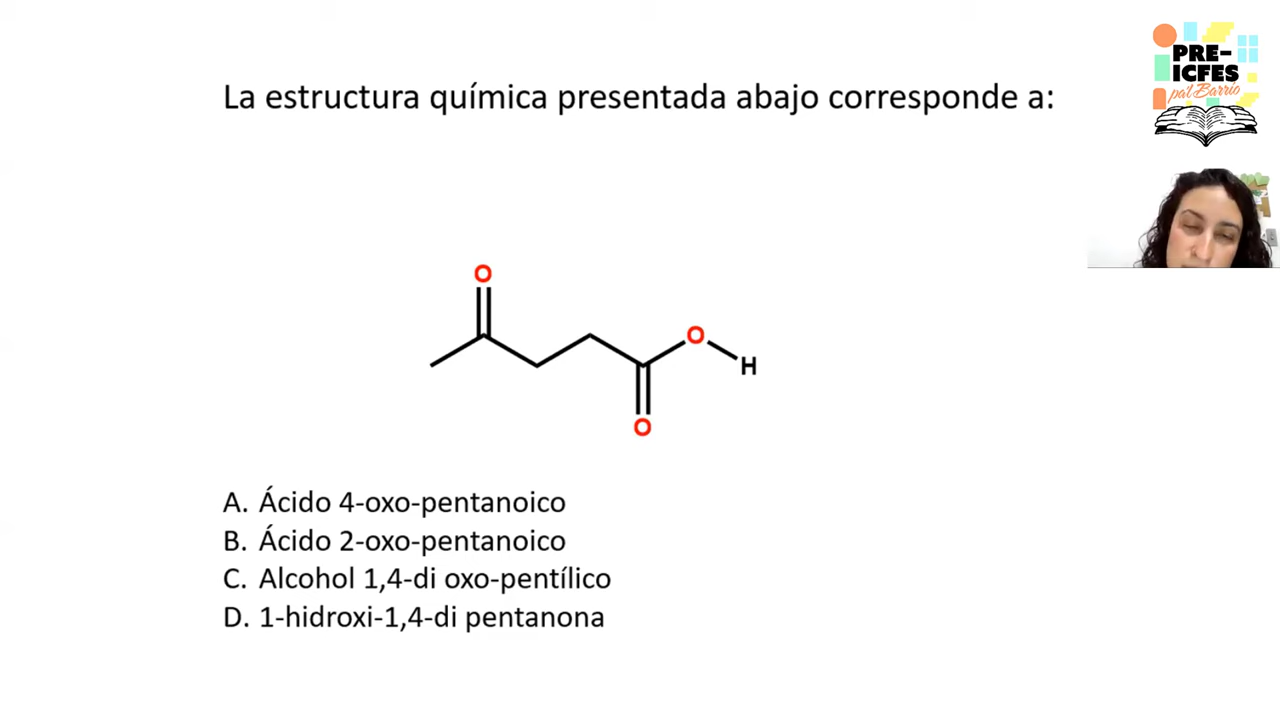 PRE-
ICFES
pa'l Barrio
La estructura química presentada abajo corresponde a:
O
O
H
O
A. Ácido 4-oxo-pentanoico
B. Ácido 2-oxo-pentanoico
C. Alcohol 1,4-di oxo-pentílico
D. 1-hidroxi-1,4-di pentanona